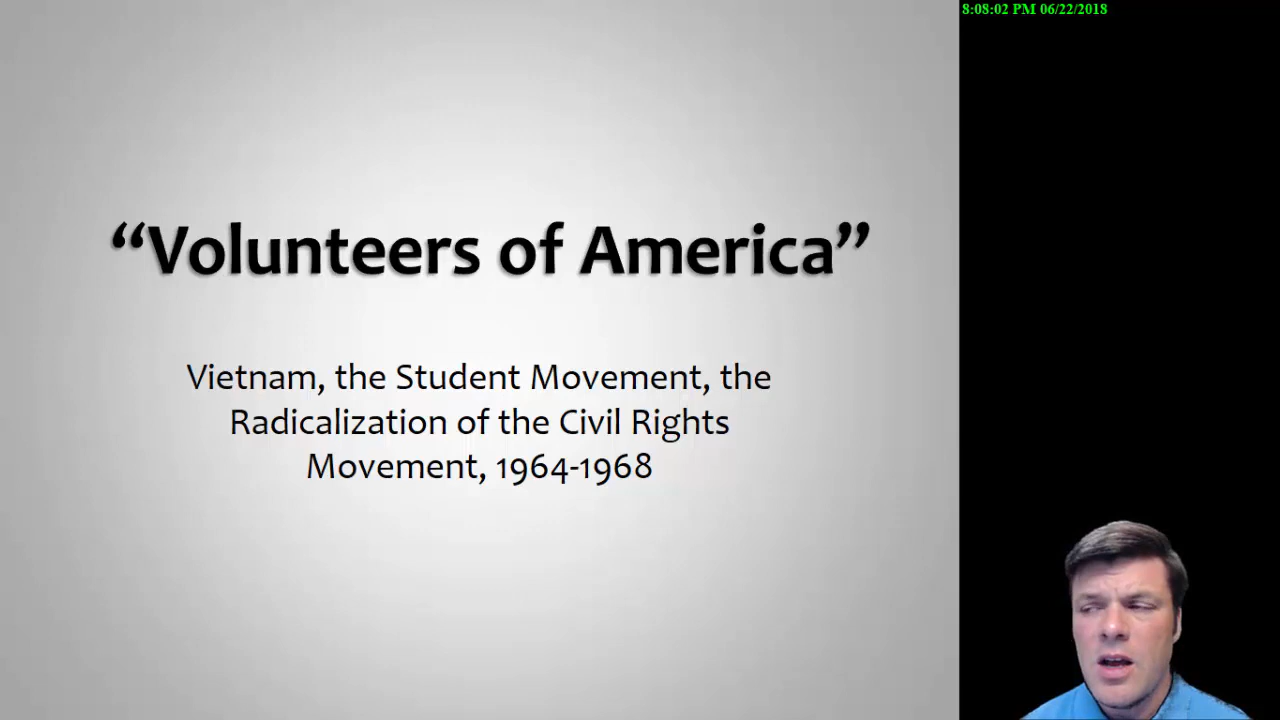 8:08:02 PM 06/22/2018
“Volunteers of America”
Vietnam, the Student Movement, the
Radicalization of the Civil Rights
Movement, 1964-1968